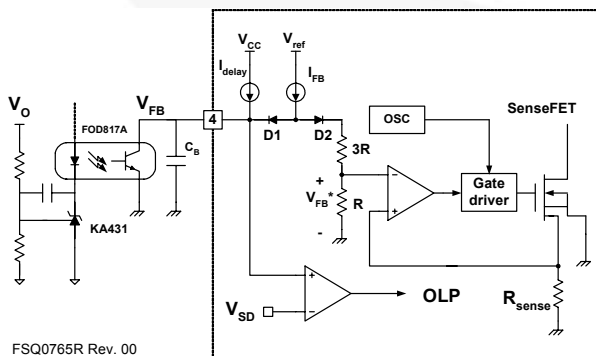 V_CC V_ref
I_delay I_FB
V_O V_FB 4 SenseFET
FOD817A D1 D2 OSC
C_B 3R
+ − Gate driver
V_FB* R +
KA431 -
+ OLP R_sense
V_SD −
FSQ0765R Rev. 00